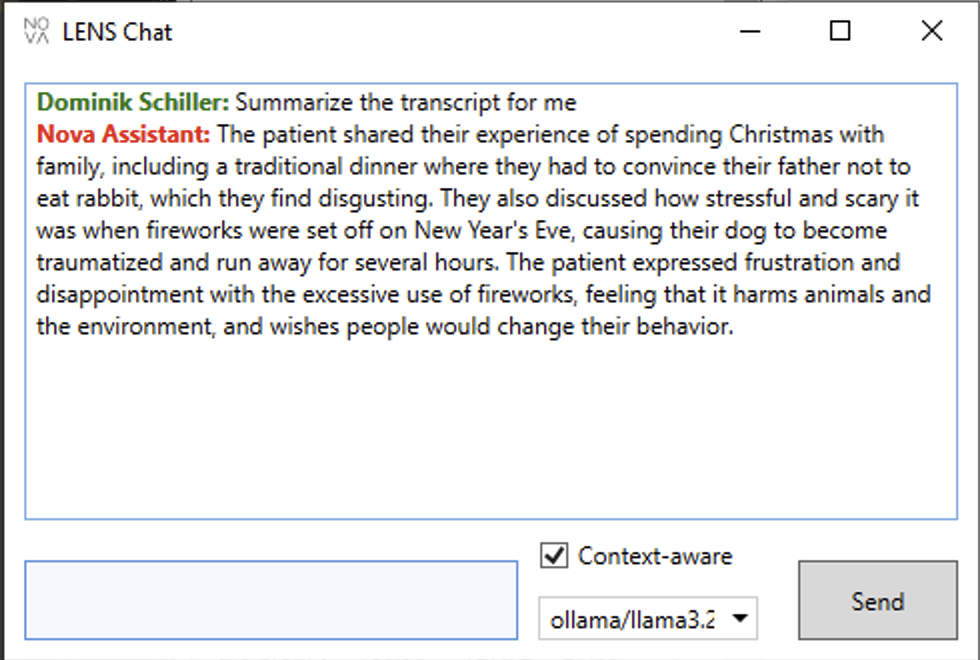 NOVA LENS Chat
Dominik Schiller: Summarize the transcript for me
Nova Assistant: The patient shared their experience of spending Christmas with
family, including a traditional dinner where they had to convince their father not to
eat rabbit, which they find disgusting. They also discussed how stressful and scary it
was when fireworks were set off on New Year's Eve, causing their dog to become
traumatized and run away for several hours. The patient expressed frustration and
disappointment with the excessive use of fireworks, feeling that it harms animals and
the environment, and wishes people would change their behavior.
Context-aware
ollama/llama3.2
Send